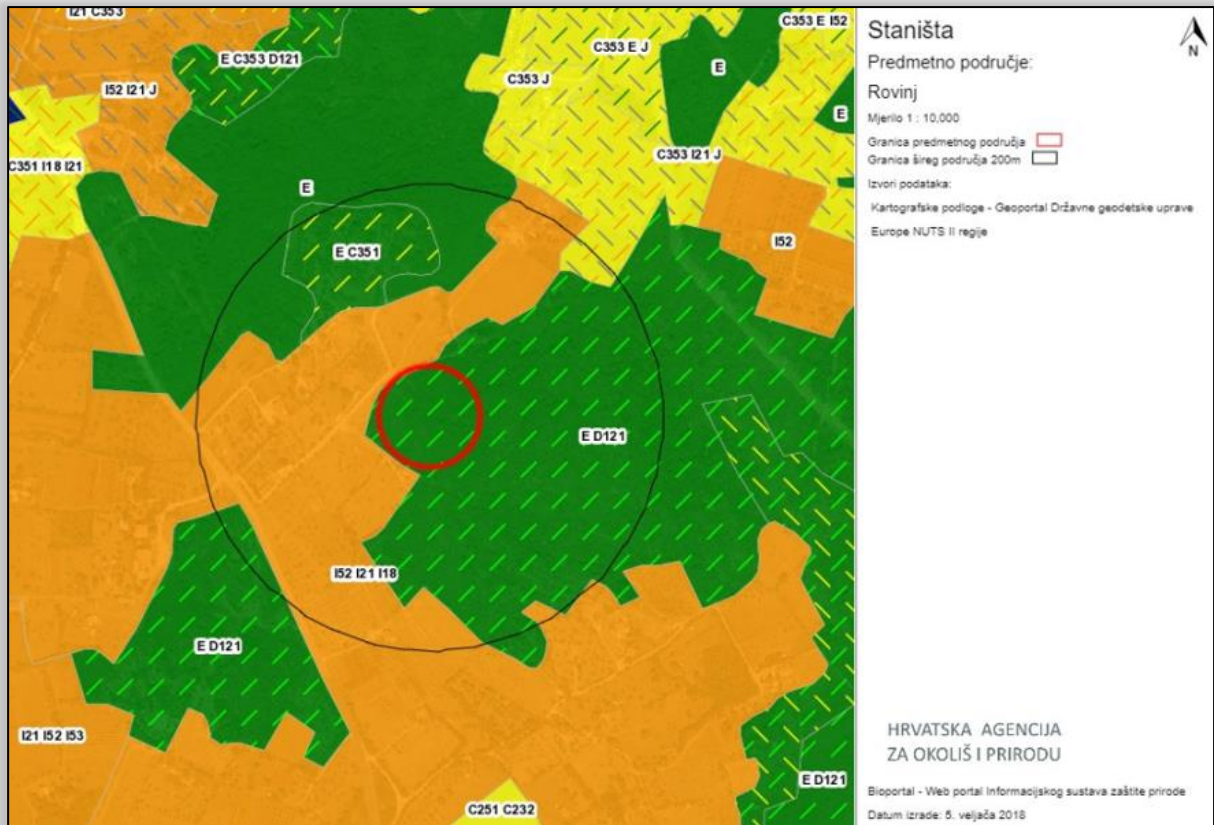 I21 C353
C353 E I52
C353 E J
E C353 D121
E
C353 J
I52 I21 J
E
C353 I21 J
C351 I18 I21
E
I52
E C351
E D121
I52 I21 I18
E D121
I21 I52 I53
E D121
C251 C232
Staništa
N
Predmetno područje:
Rovinj
Mjerilo 1 : 10,000
Granica predmetnog područja
Granica šireg područja 200m
Izvori podataka:
Kartografske podloge - Geoportal Državne geodetske uprave
Europe NUTS II regije
HRVATSKA AGENCIJA
ZA OKOLIŠ I PRIRODU
Bioportal - Web portal Informacijskog sustava zaštite prirode
Datum izrade: 5. veljača 2018